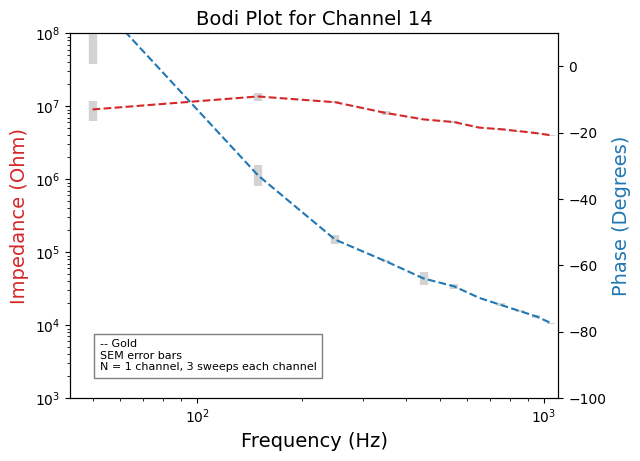 Bodi Plot for Channel 14
Impedance (Ohm)
10^8
10^7
10^6
10^5
10^4
10^3
0
−20
−40
−60
−80
−100
Phase (Degrees)
-- Gold
SEM error bars
N = 1 channel, 3 sweeps each channel
10^2
10^3
Frequency (Hz)